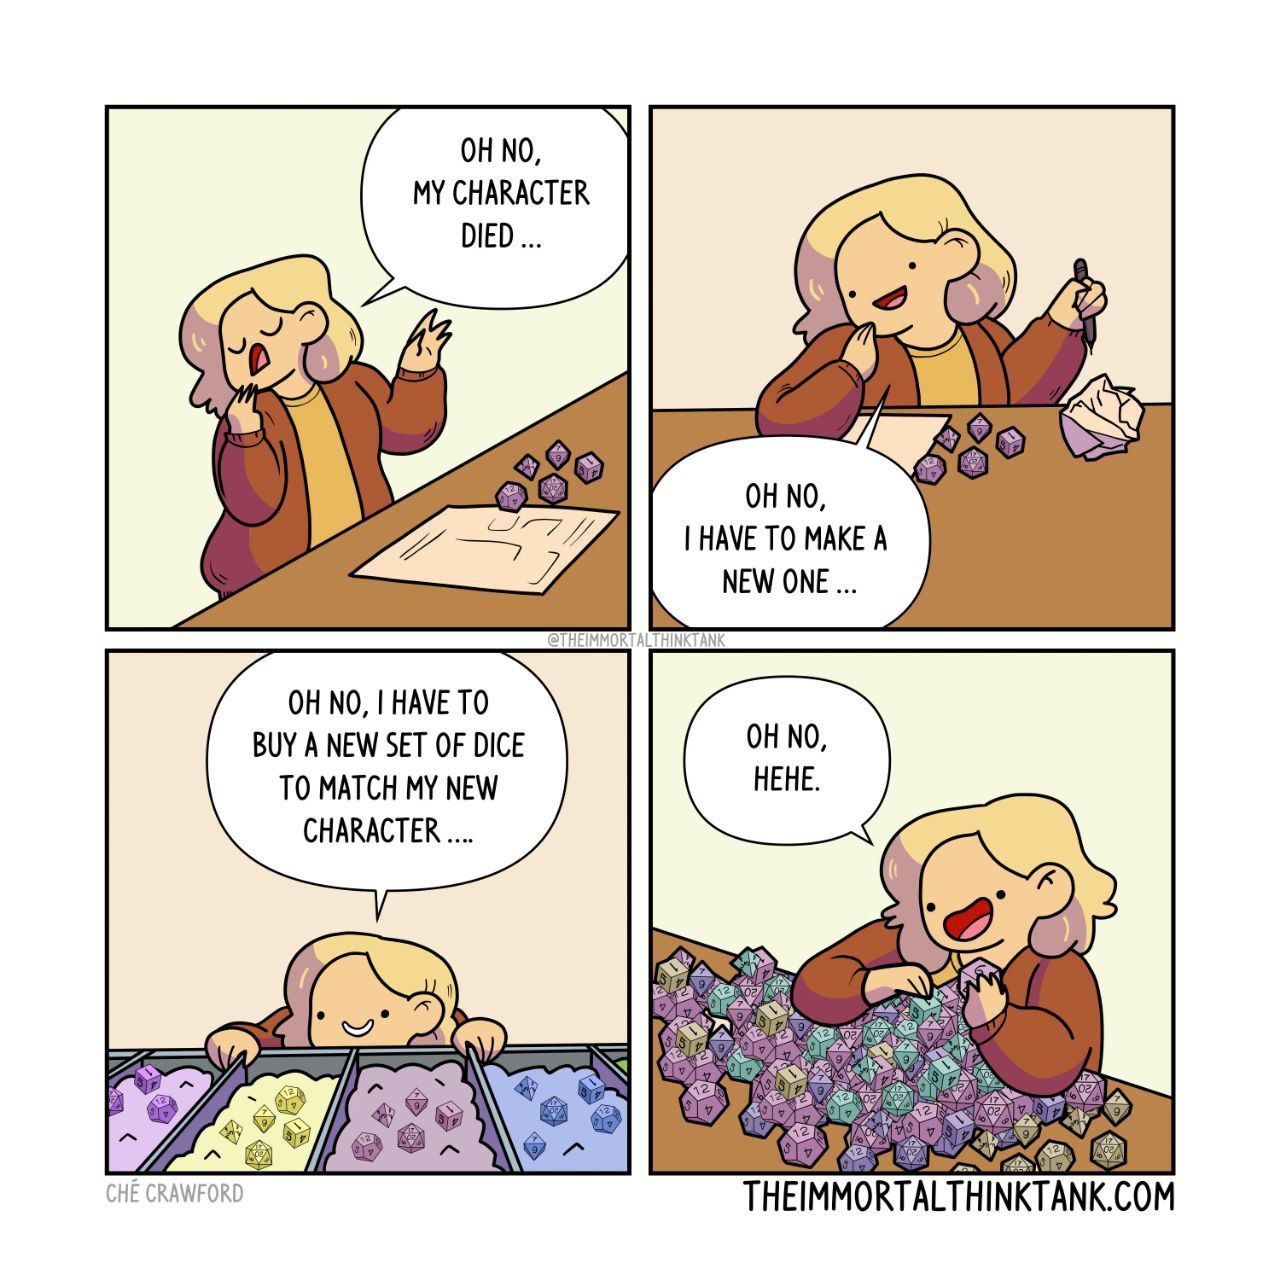 OH NO,
MY CHARACTER
DIED ...
OH NO,
I HAVE TO MAKE A
NEW ONE ...
@THEIMMORTALTHINKTANK
OH NO, I HAVE TO
BUY A NEW SET OF DICE
TO MATCH MY NEW
CHARACTER ....
OH NO,
HEHE.
CHÉ CRAWFORD
THEIMMORTALTHINKTANK.COM